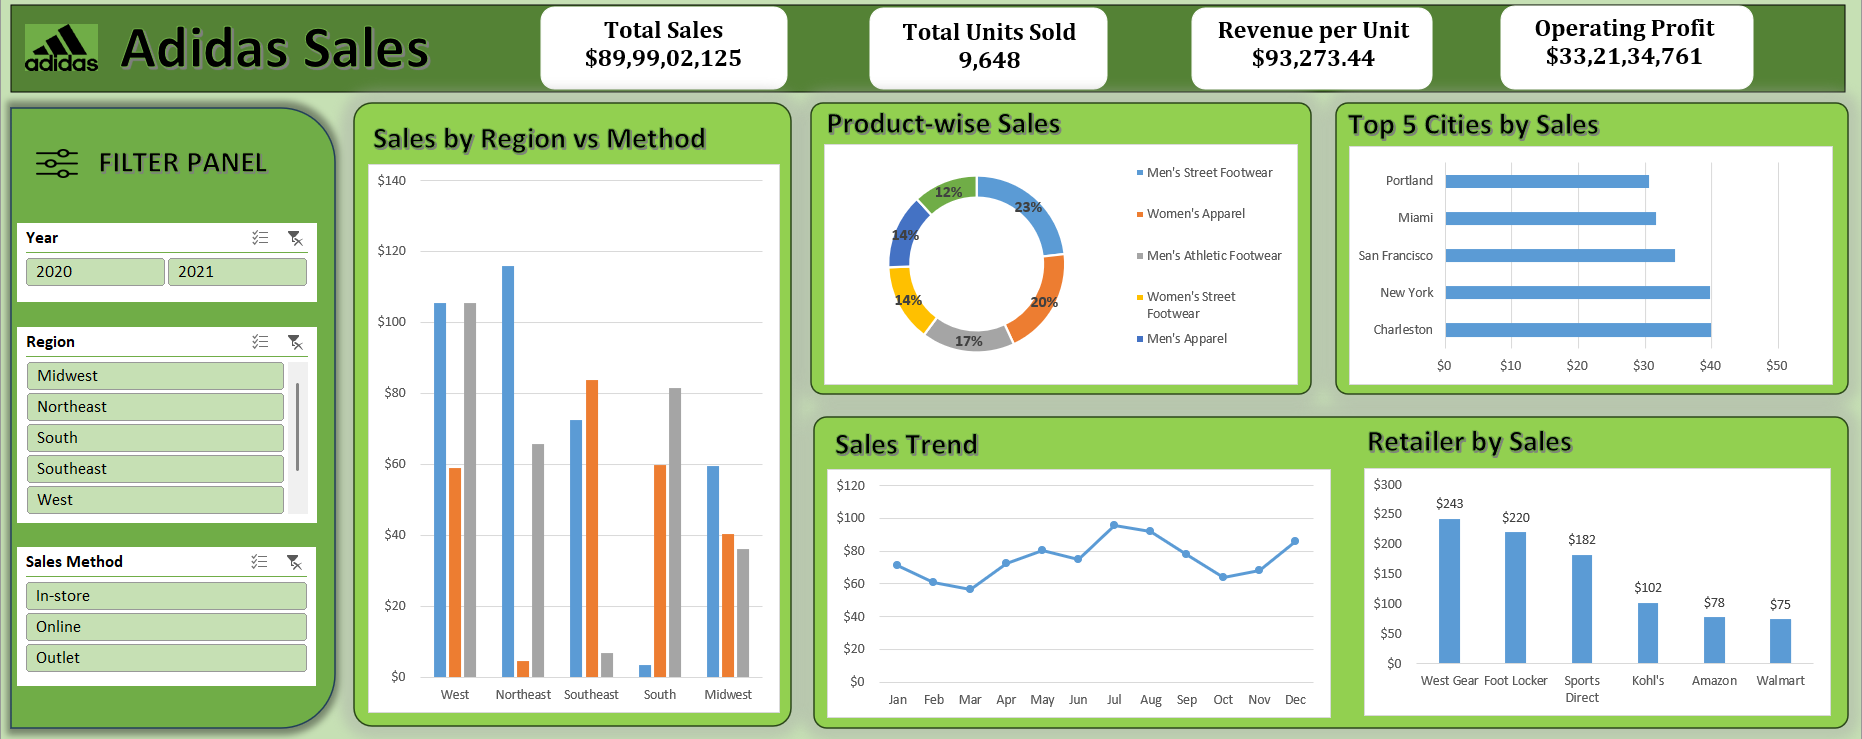 adidas
Adidas Sales
Total Sales
$89,99,02,125
Total Units Sold
9,648
Revenue per Unit
$93,273.44
Operating Profit
$33,21,34,761
FILTER PANEL
Year
2020
2021
Region
Midwest
Northeast
South
Southeast
West
Sales Method
In-store
Online
Outlet
Sales by Region vs Method
$140
$120
$100
$80
$60
$40
$20
$0
West Northeast Southeast South Midwest
Product-wise Sales
12%
23%
14%
14%
20%
17%
Men's Street Footwear
Women's Apparel
Men's Athletic Footwear
Women's Street
Footwear
Men's Apparel
Top 5 Cities by Sales
Portland
Miami
San Francisco
New York
Charleston
$0 $10 $20 $30 $40 $50
Sales Trend
$120
$100
$80
$60
$40
$20
$0
Jan Feb Mar Apr May Jun Jul Aug Sep Oct Nov Dec
Retailer by Sales
$300
$250
$200
$150
$100
$50
$0
$243
$220
$182
$102
$78
$75
West Gear
Foot Locker
Sports
Direct
Kohl's
Amazon
Walmart